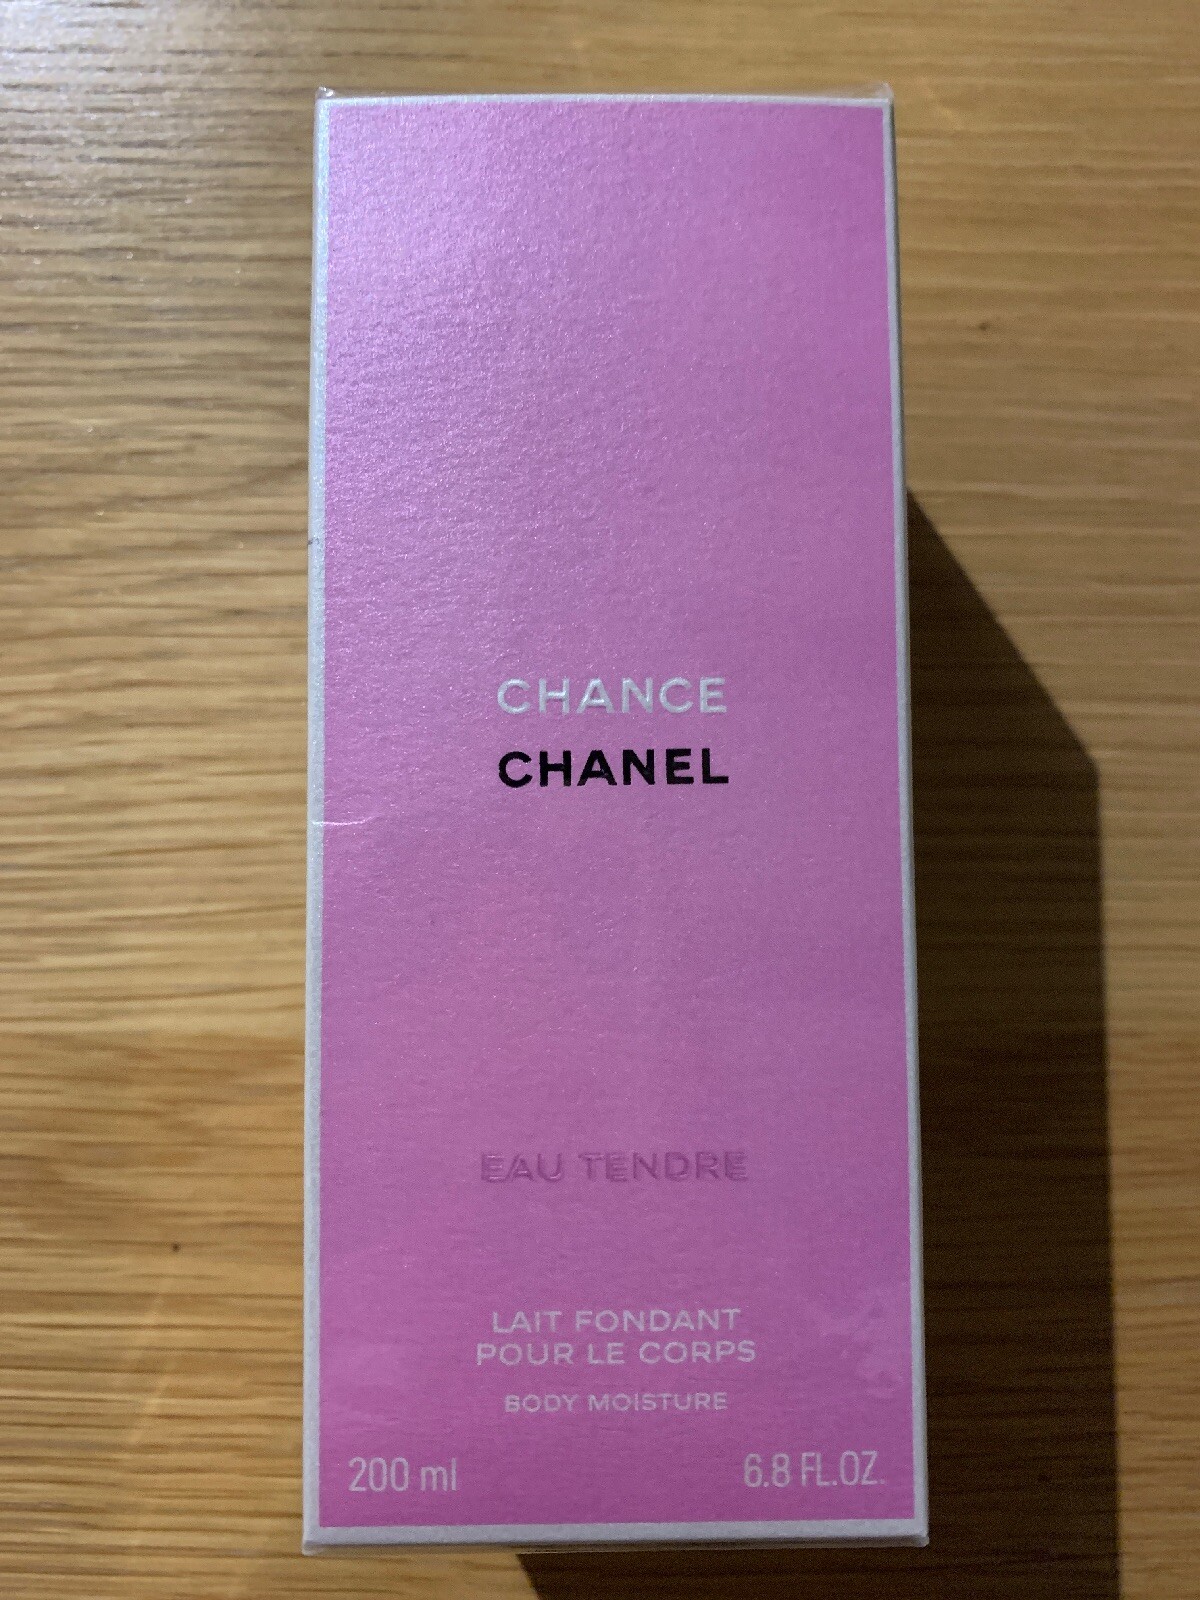 CHANCE
CHANEL
EAU TENDRE
LAIT FONDANT
POUR LE CORPS
BODY MOISTURE
200 ml 6.8 FL.OZ.